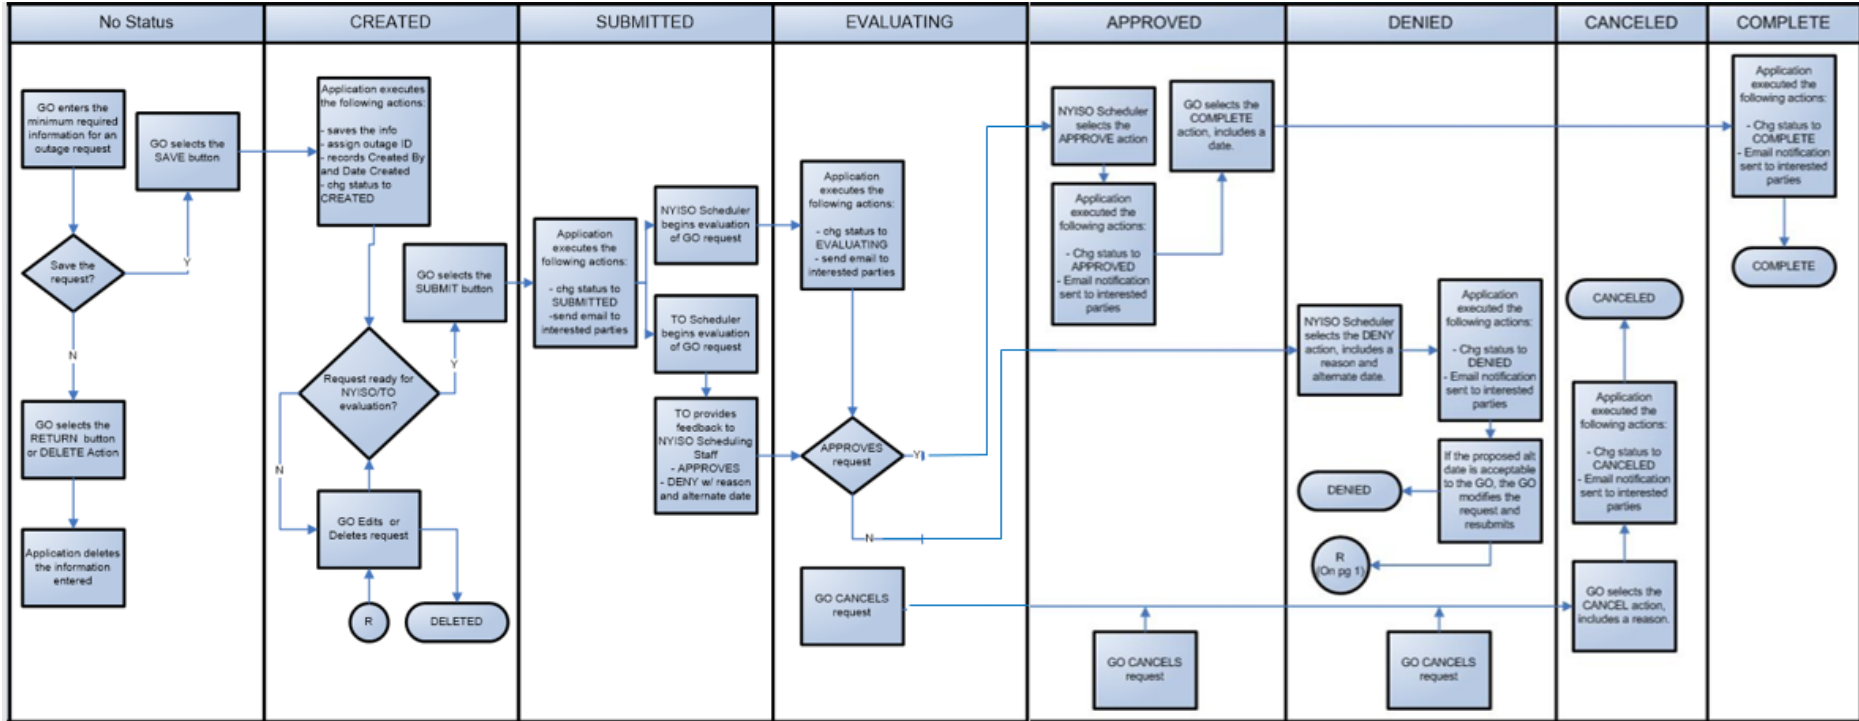 No Status
CREATED
SUBMITTED
EVALUATING
APPROVED
DENIED
CANCELED
COMPLETE
GO enters the
minimum required
information for an
outage request
GO selects the
SAVE button
Save the
request?
Y
N
GO selects the
RETURN button
or DELETE Action
Application deletes
the information
entered
Application executes
the following actions:
- saves the info
- assign outage ID
- records Created By
and Date Created
- chg status to
CREATED
GO selects the
SUBMIT button
Request ready for
NYISO/TO
evaluation?
Y
N
GO Edits or
Deletes request
R
DELETED
Application
executes the
following actions:
- chg status to
SUBMITTED
-send email to
interested parties
NYISO Scheduler
begins evaluation
of GO request
TO Scheduler
begins evaluation
of GO request
TO provides
feedback to
NYISO Scheduling
Staff
- APPROVES
- DENY w/ reason
and alternate date
Application
executes the
following actions:
- chg status to
EVALUATING
- send email to
interested parties
APPROVES
request
Y
N
GO CANCELS
request
NYISO Scheduler
selects the
APPROVE action
GO selects the
COMPLETE
action, includes a
date.
Application
executed the
following actions:
- Chg status to
APPROVED
- Email notification
sent to interested
parties
GO CANCELS
request
NYISO Scheduler
selects the DENY
action, includes a
reason and
alternate date.
Application
executed the
following actions:
- Chg status to
DENIED
- Email notification
sent to interested
parties
If the proposed alt
date is acceptable
to the GO, the GO
modifies the
request and
resubmits
DENIED
R
(On pg 1)
GO CANCELS
request
CANCELED
Application
executed the
following actions:
- Chg status to
CANCELED
- Email notification
sent to interested
parties
GO selects the
CANCEL action,
includes a reason.
Application
executed the
following actions:
- Chg status to
COMPLETE
- Email notification
sent to interested
parties
COMPLETE